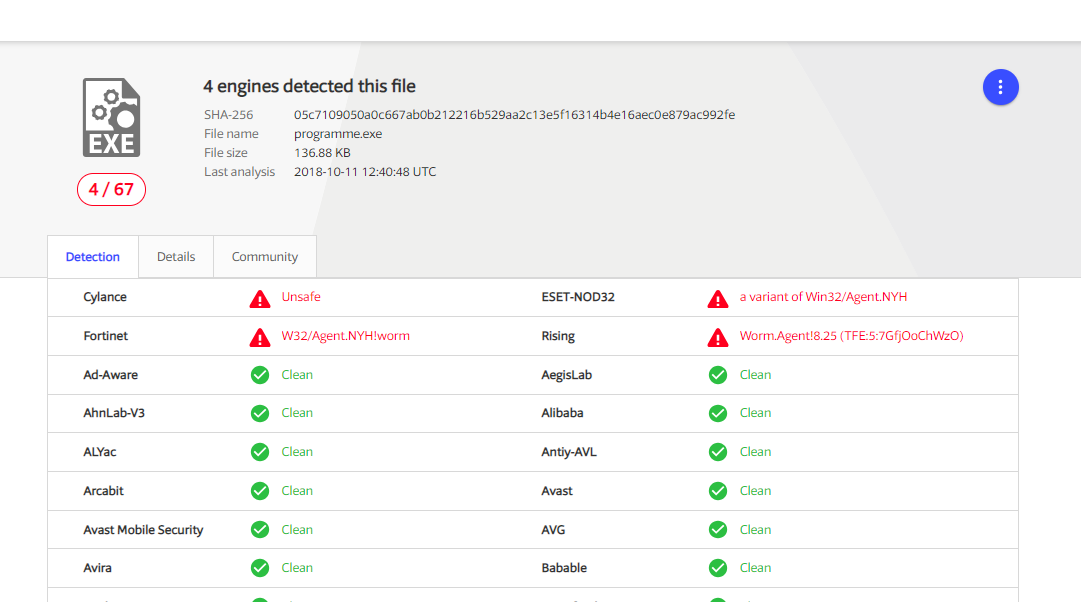 4 engines detected this file
SHA-256 05c7109050a0c667ab0b212216b529aa2c13e5f16314b4e16aec0e879ac992fe
File name programme.exe
File size 136.88 KB
Last analysis 2018-10-11 12:40:48 UTC
EXE
4 / 67
Detection Details Community
Cylance Unsafe ESET-NOD32 a variant of Win32/Agent.NYH
Fortinet W32/Agent.NYH!worm Rising Worm.Agent!8.25 (TFE:5:7GfjOoChWzO)
Ad-Aware Clean AegisLab Clean
AhnLab-V3 Clean Alibaba Clean
ALYac Clean Antiy-AVL Clean
Arcabit Clean Avast Clean
Avast Mobile Security Clean AVG Clean
Avira Clean Babable Clean